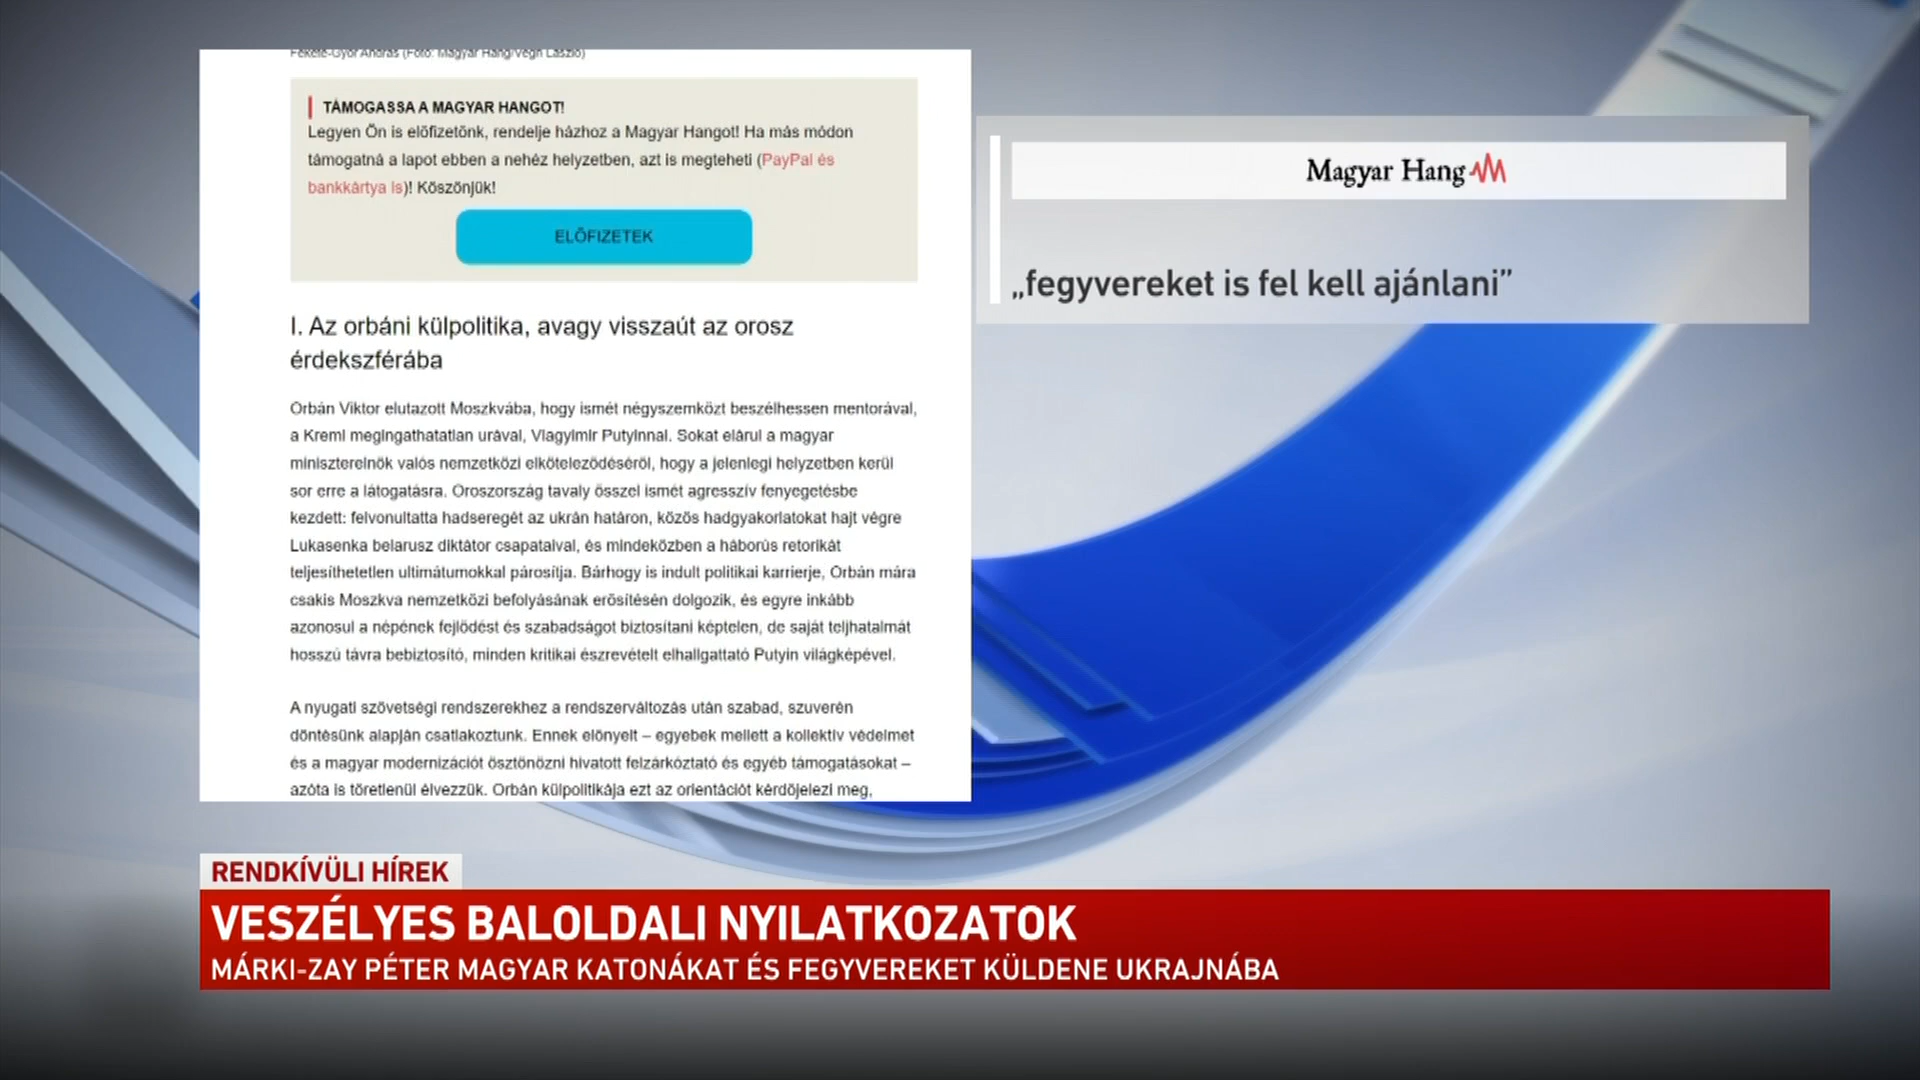 Fekete-Győr András (Fotó: Magyar Hang/Végh László)
TÁMOGASSA A MAGYAR HANGOT!
Legyen Ön is előfizetőnk, rendelje házhoz a Magyar Hangot! Ha más módon
támogatná a lapot ebben a nehéz helyzetben, azt is megteheti (PayPal és
bankkártya is)! Köszönjük!
ELŐFIZETEK
I. Az orbáni külpolitika, avagy visszaút az orosz
érdekszférába
Orbán Viktor elutazott Moszkvába, hogy ismét négyszemközt beszélhessen mentorával,
a Kreml megingathatatlan urával, Vlagyimir Putyinnal. Sokat elárul a magyar
miniszterelnök valós nemzetközi elköteleződéséről, hogy a jelenlegi helyzetben kerül
sor erre a látogatásra. Oroszország tavaly ősszel ismét agresszív fenyegetésbe
kezdett: felvonultatta hadseregét az ukrán határon, közös hadgyakorlatokat hajt végre
Lukasenka belarusz diktátor csapataival, és mindeközben a háborús retorikát
teljesíthetetlen ultimátumokkal párosítja. Bárhogy is indult politikai karrierje, Orbán mára
csakis Moszkva nemzetközi befolyásának erősítésén dolgozik, és egyre inkább
azonosul a népének fejlődést és szabadságot biztosítani képtelen, de saját teljhatalmát
hosszú távra bebiztosító, minden kritikai észrevételt elhallgattató Putyin világképével.
A nyugati szövetségi rendszerekhez a rendszerváltozás után szabad, szuverén
döntésünk alapján csatlakoztunk. Ennek előnyeit – egyebek mellett a kollektív védelmet
és a magyar modernizációt ösztönözni hivatott felzárkóztató és egyéb támogatásokat –
azóta is töretlenül élvezzük. Orbán külpolitikája ezt az orientációt kérdőjelezi meg,
Magyar Hang
„fegyvereket is fel kell ajánlani”
RENDKÍVÜLI HÍREK
VESZÉLYES BALOLDALI NYILATKOZATOK
MÁRKI-ZAY PÉTER MAGYAR KATONÁKAT ÉS FEGYVEREKET KÜLDENE UKRAJNÁBA